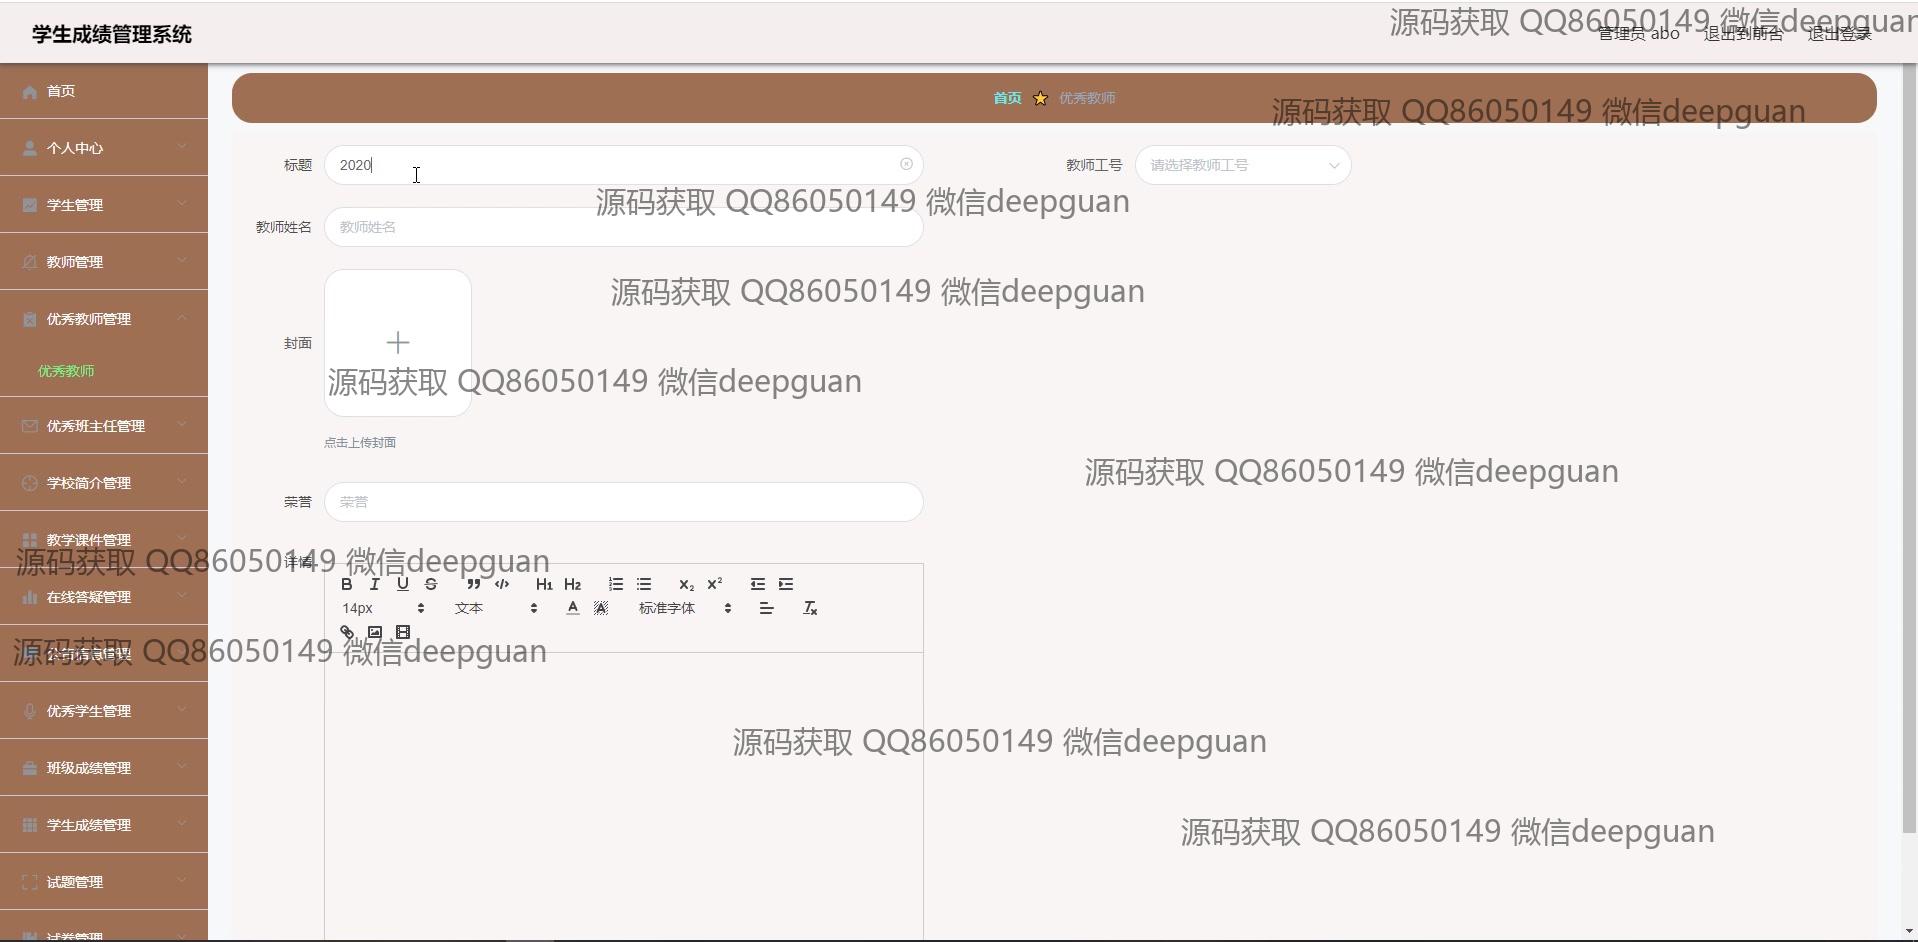 学生成绩管理系统
源码获取 QQ86050149 微信deepguan
管理员 abo 退出到前台 退出登录
首页
首页 优秀教师
源码获取 QQ86050149 微信deepguan
个人中心
标题 2020 教师工号 请选择教师工号
学生管理
源码获取 QQ86050149 微信deepguan
教师姓名 教师姓名
教师管理
源码获取 QQ86050149 微信deepguan
优秀教师管理
封面
优秀教师
源码获取 QQ86050149 微信deepguan
优秀班主任管理
点击上传封面
源码获取 QQ86050149 微信deepguan
学校简介管理
荣誉 荣誉
教学课件管理
源码获取 QQ86050149 微信deepguan
详情
B I U S H1 H2 X2 X2
在线答疑管理
14px 文本 A A 标准字体
公告信息管理
源码获取 QQ86050149 微信deepguan
优秀学生管理
源码获取 QQ86050149 微信deepguan
班级成绩管理
学生成绩管理
源码获取 QQ86050149 微信deepguan
试题管理
试卷管理